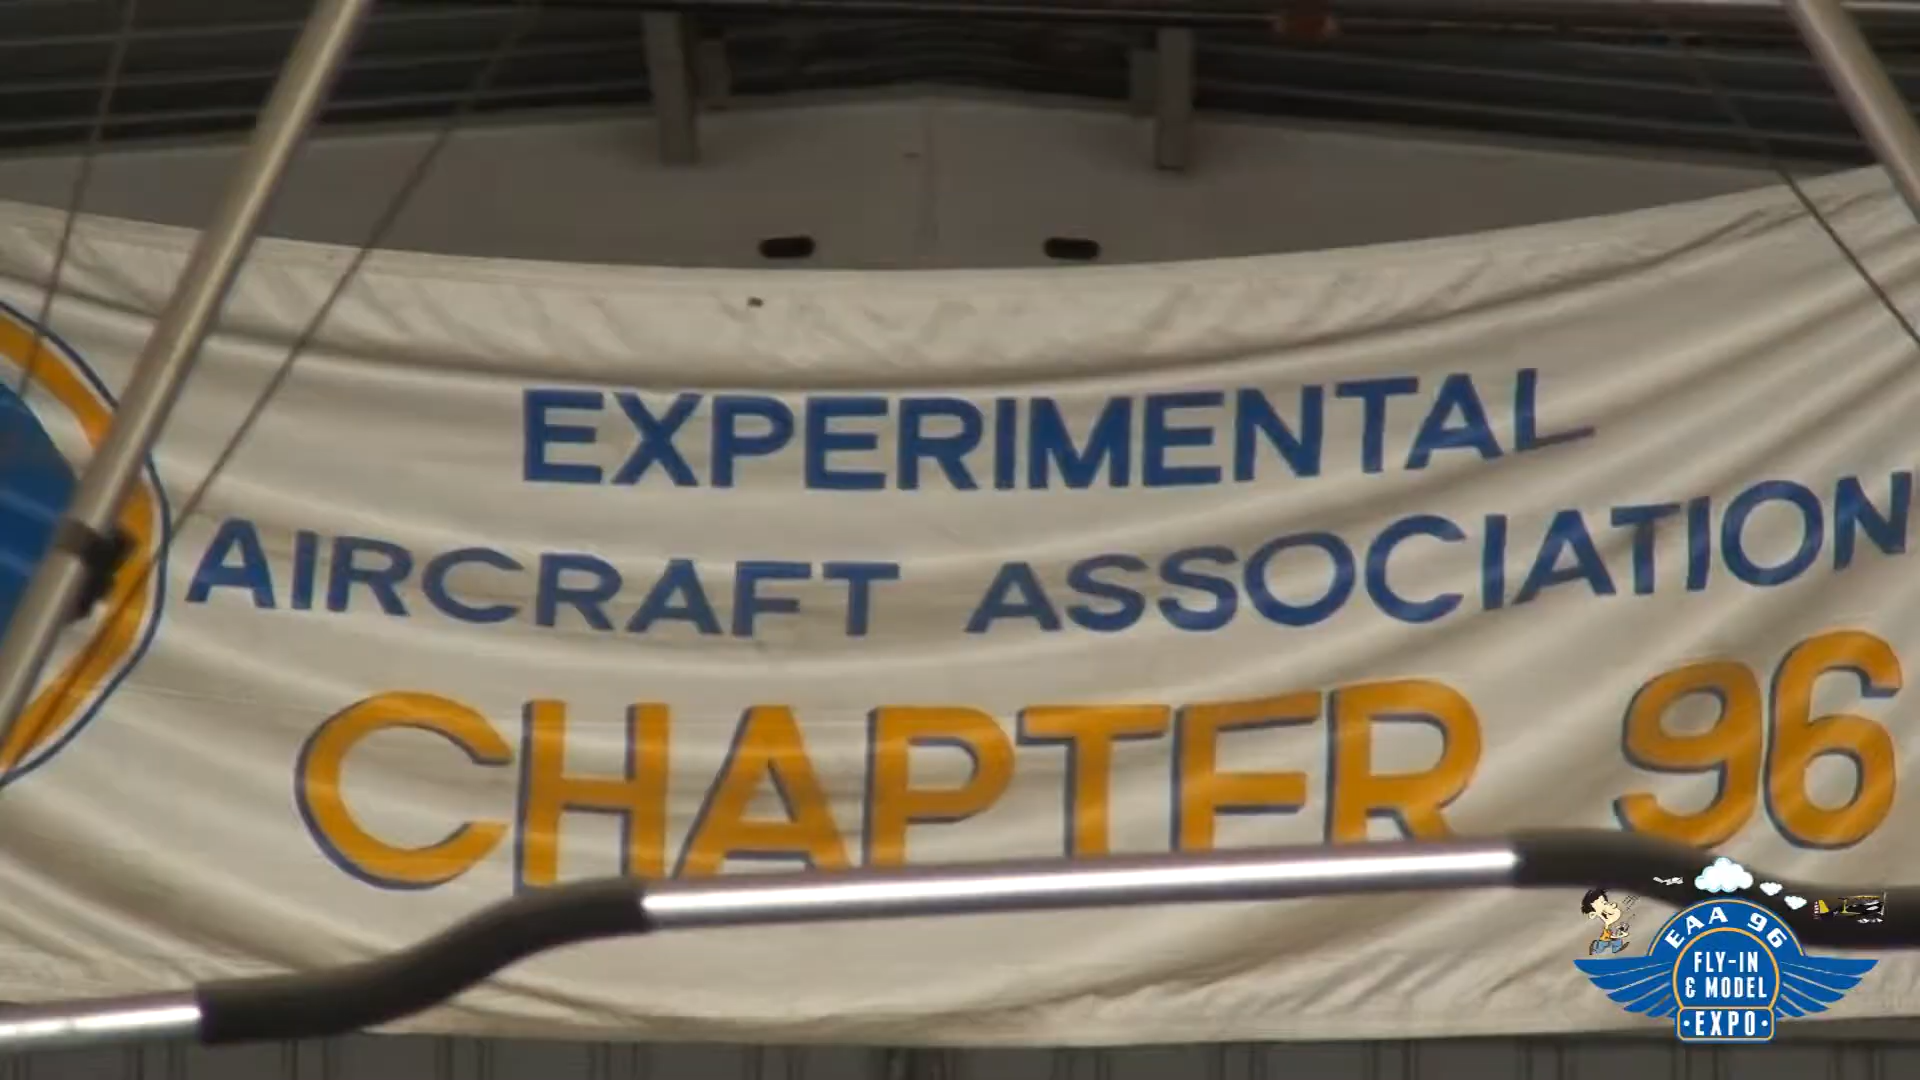 EXPERIMENTAL
AIRCRAFT ASSOCIATION
CHAPTER 96
EAA 96
FLY-IN
& MODEL
•EXPO•